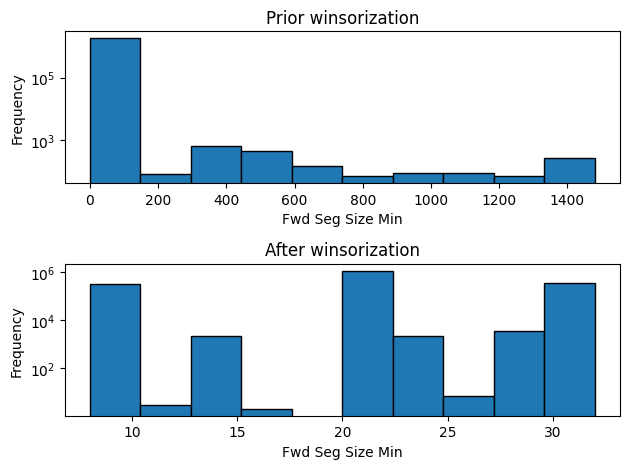 Prior winsorization
Frequency
10^5
10^3
0 200 400 600 800 1000 1200 1400
Fwd Seg Size Min
After winsorization
Frequency
10^6
10^4
10^2
10 15 20 25 30
Fwd Seg Size Min